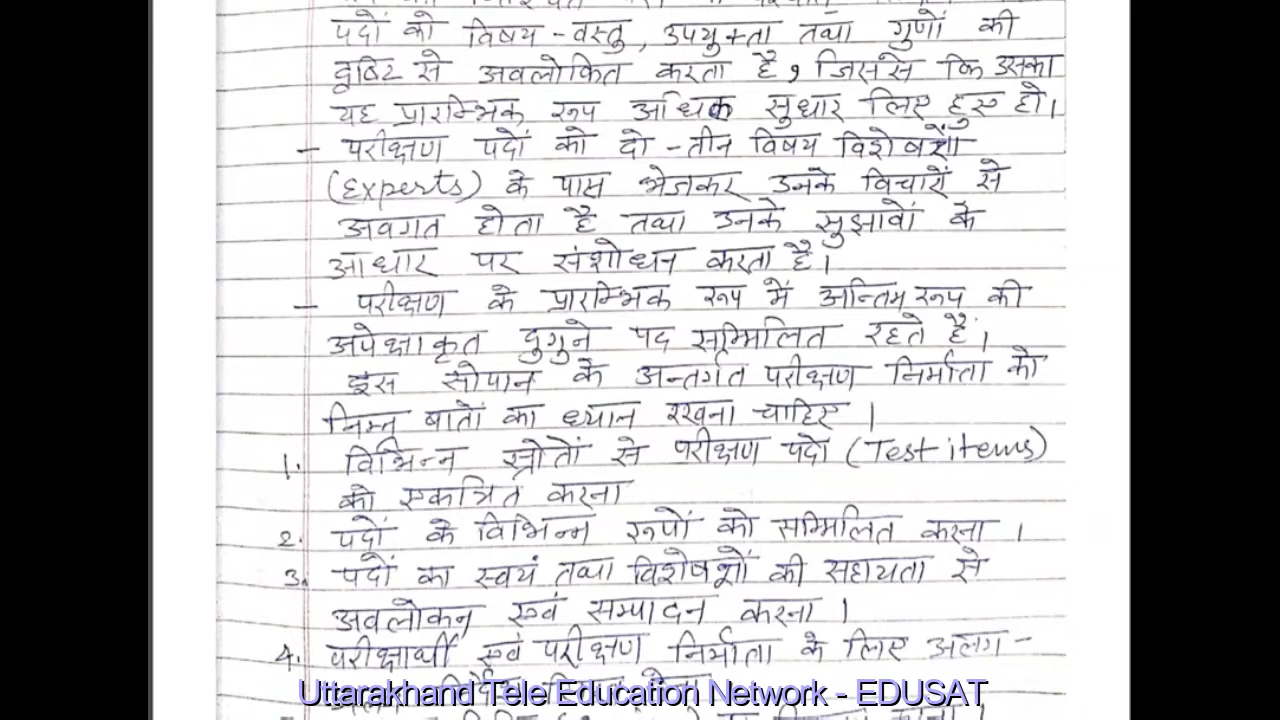 पदों को विषय - वस्तु, उपयुक्ता तथा गुणों की
दृष्टि से अवलोकित करता है, जिससे कि उसका
यह प्रारम्भिक रूप अधिक सुधार लिए हुए हो।
- परीक्षण पदों को दो - तीन विषय विशेषज्ञों
(Experts) के पास भेजकर उनके विचारों से
अवगत होता है तथा उनके सुझावों के
आधार पर संशोधन करता है।
- परीक्षण के प्रारम्भिक रूप में अन्तिम रूप की
अपेक्षाकृत दुगुने पद सम्मिलित रहते हैं।
इस सोपान के अन्तर्गत परीक्षण निर्माता को
निम्न बातों का ध्यान रखना चाहिए।
1. विभिन्न स्रोतों से परीक्षण पदों (Test items)
को एकत्रित करना
2. पदों के विभिन्न रूपों को सम्मिलित करना।
3. पदों का स्वयं तथा विशेषज्ञों की सहायता से
अवलोकन एवं सम्पादन करना।
4. परीक्षार्थी एवं परीक्षण निर्माता के लिए अलग -
Uttarakhand Tele Education Network - EDUSAT